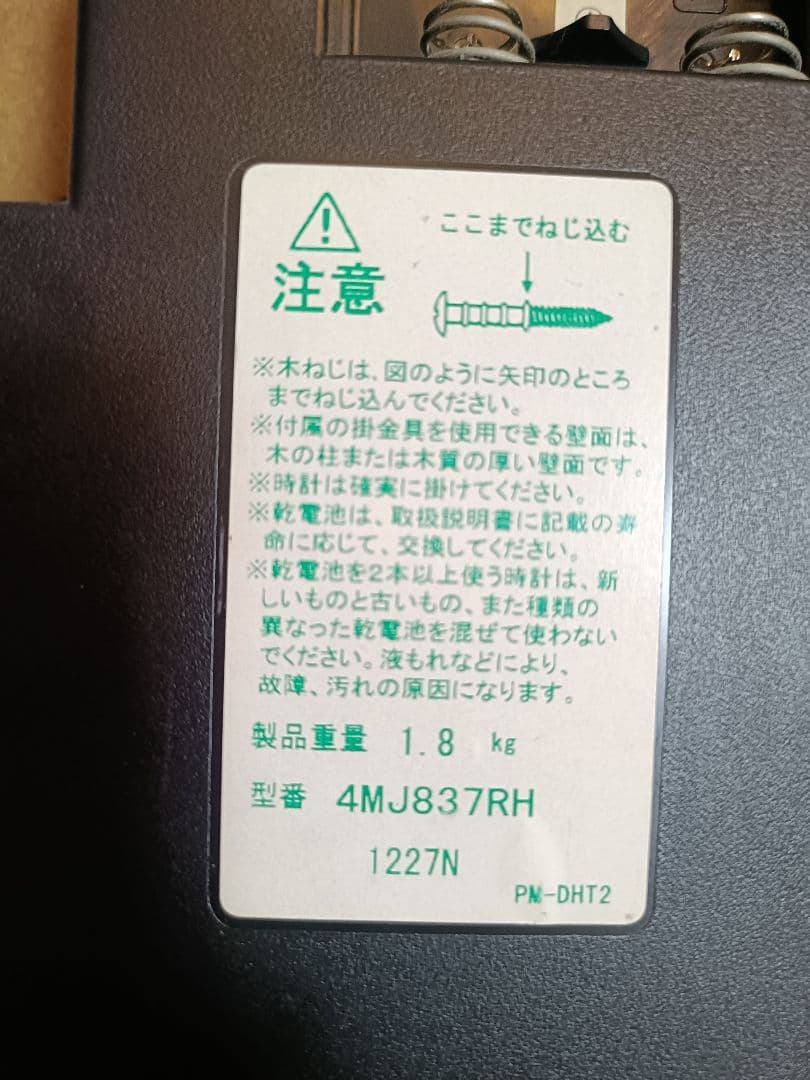 ここまでねじ込む
注意
※木ねじは、図のように矢印のところ
までねじ込んでください。
※付属の掛金具を使用できる壁面は、
木の柱または木質の厚い壁面です。
※時計は確実に掛けてください。
※乾電池は、取扱説明書に記載の寿
命に応じて、交換してください。
※乾電池を2本以上使う時計は、新
しいものと古いもの、また種類の
異なった乾電池を混ぜて使わない
でください。液もれなどにより、
故障、汚れの原因になります。
製品重量 1.8 kg
型番 4MJ837RH
1227N
PM-DHT2